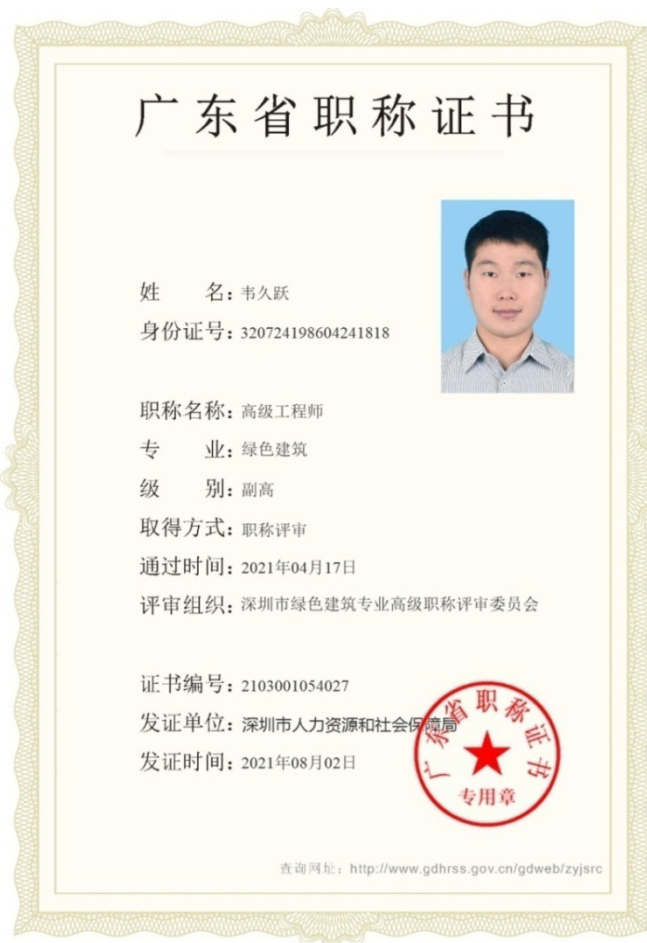 广东省职称证书
姓 名：韦久跃
身份证号：320724198604241818
职称名称：高级工程师
专 业：绿色建筑
级 别：副高
取得方式：职称评审
通过时间：2021年04月17日
评审组织：深圳市绿色建筑专业高级职称评审委员会
证书编号：2103001054027
发证单位：深圳市人力资源和社会保障局
发证时间：2021年08月02日
广东省职称证书
专用章
查询网址：http://www.gdhrss.gov.cn/gdweb/zyjsrc